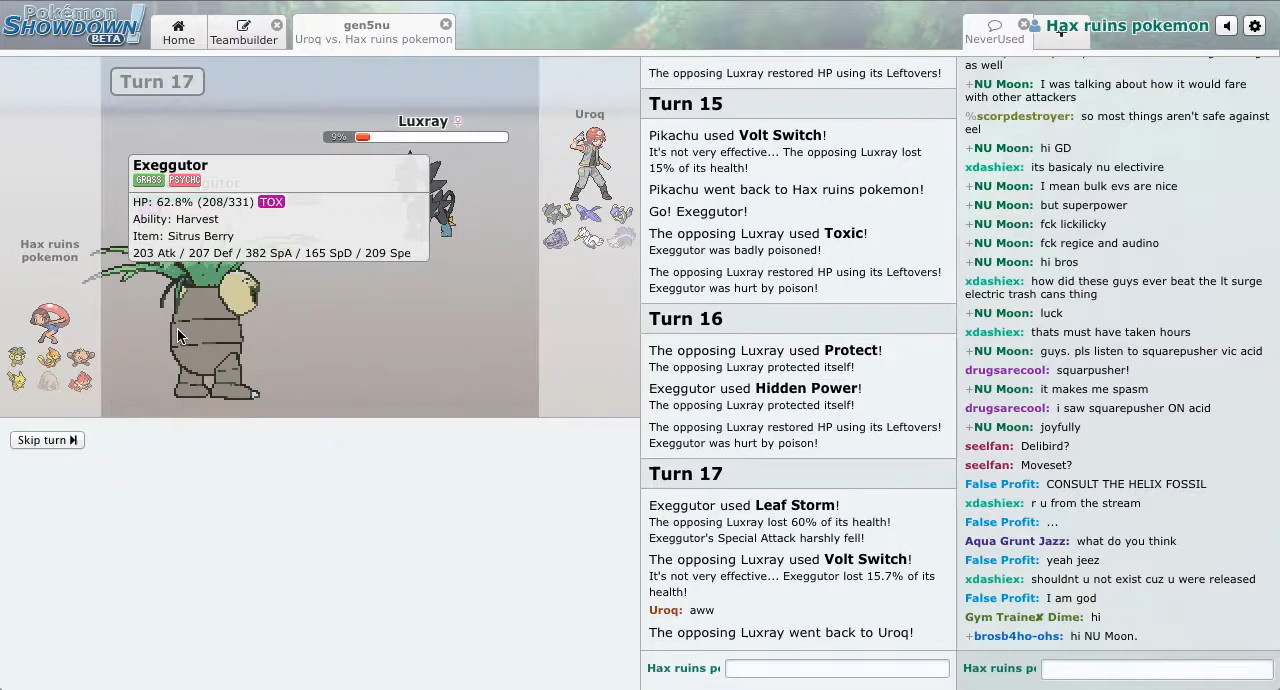 Pokémon
SHOWDOWN!
BETA
Home
Teambuilder
gen5nu
Uroq vs. Hax ruins pokemon
NeverUsed
Hax ruins pokemon
Turn 17
Luxray ♀
9%
Exeggutor
GRASS PSYCHC
HP: 62.8% (208/331) TOX
Ability: Harvest
Item: Sitrus Berry
203 Atk / 207 Def / 382 SpA / 165 SpD / 209 Spe
Hax ruins
pokemon
Uroq
Skip turn
The opposing Luxray restored HP using its Leftovers!
Turn 15
Pikachu used Volt Switch!
It's not very effective... The opposing Luxray lost
15% of its health!
Pikachu went back to Hax ruins pokemon!
Go! Exeggutor!
The opposing Luxray used Toxic!
Exeggutor was badly poisoned!
The opposing Luxray restored HP using its Leftovers!
Exeggutor was hurt by poison!
Turn 16
The opposing Luxray used Protect!
The opposing Luxray protected itself!
Exeggutor used Hidden Power!
The opposing Luxray protected itself!
The opposing Luxray restored HP using its Leftovers!
Exeggutor was hurt by poison!
Turn 17
Exeggutor used Leaf Storm!
The opposing Luxray lost 60% of its health!
Exeggutor's Special Attack harshly fell!
The opposing Luxray used Volt Switch!
It's not very effective... Exeggutor lost 15.7% of its
health!
Uroq: aww
The opposing Luxray went back to Uroq!
Hax ruins p
as well
+NU Moon: I was talking about how it would fare
with other attackers
%scorpdestroyer: so most things aren't safe against
eel
+NU Moon: hi GD
xdashiex: its basicaly nu electivire
+NU Moon: I mean bulk evs are nice
+NU Moon: but superpower
+NU Moon: fck lickilicky
+NU Moon: fck regice and audino
+NU Moon: hi bros
xdashiex: how did these guys ever beat the lt surge
electric trash cans thing
+NU Moon: luck
xdashiex: thats must have taken hours
+NU Moon: guys. pls listen to squarepusher vic acid
drugsarecool: squarpusher!
+NU Moon: it makes me spasm
drugsarecool: i saw squarepusher ON acid
+NU Moon: joyfully
seelfan: Delibird?
seelfan: Moveset?
False Profit: CONSULT THE HELIX FOSSIL
xdashiex: r u from the stream
False Profit: ...
Aqua Grunt Jazz: what do you think
False Profit: yeah jeez
xdashiex: shouldnt u not exist cuz u were released
False Profit: I am god
Gym Traine✘ Dime: hi
+brosb4ho-ohs: hi NU Moon.
Hax ruins p